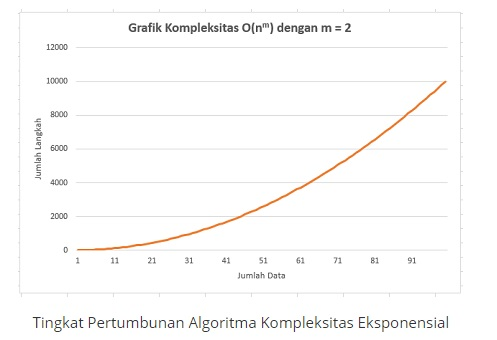 Grafik Kompleksitas O(nᵐ) dengan m = 2
12000
10000
8000
6000
4000
2000
0
Jumlah Langkah
1 11 21 31 41 51 61 71 81 91
Jumlah Data
Tingkat Pertumbunan Algoritma Kompleksitas Eksponensial